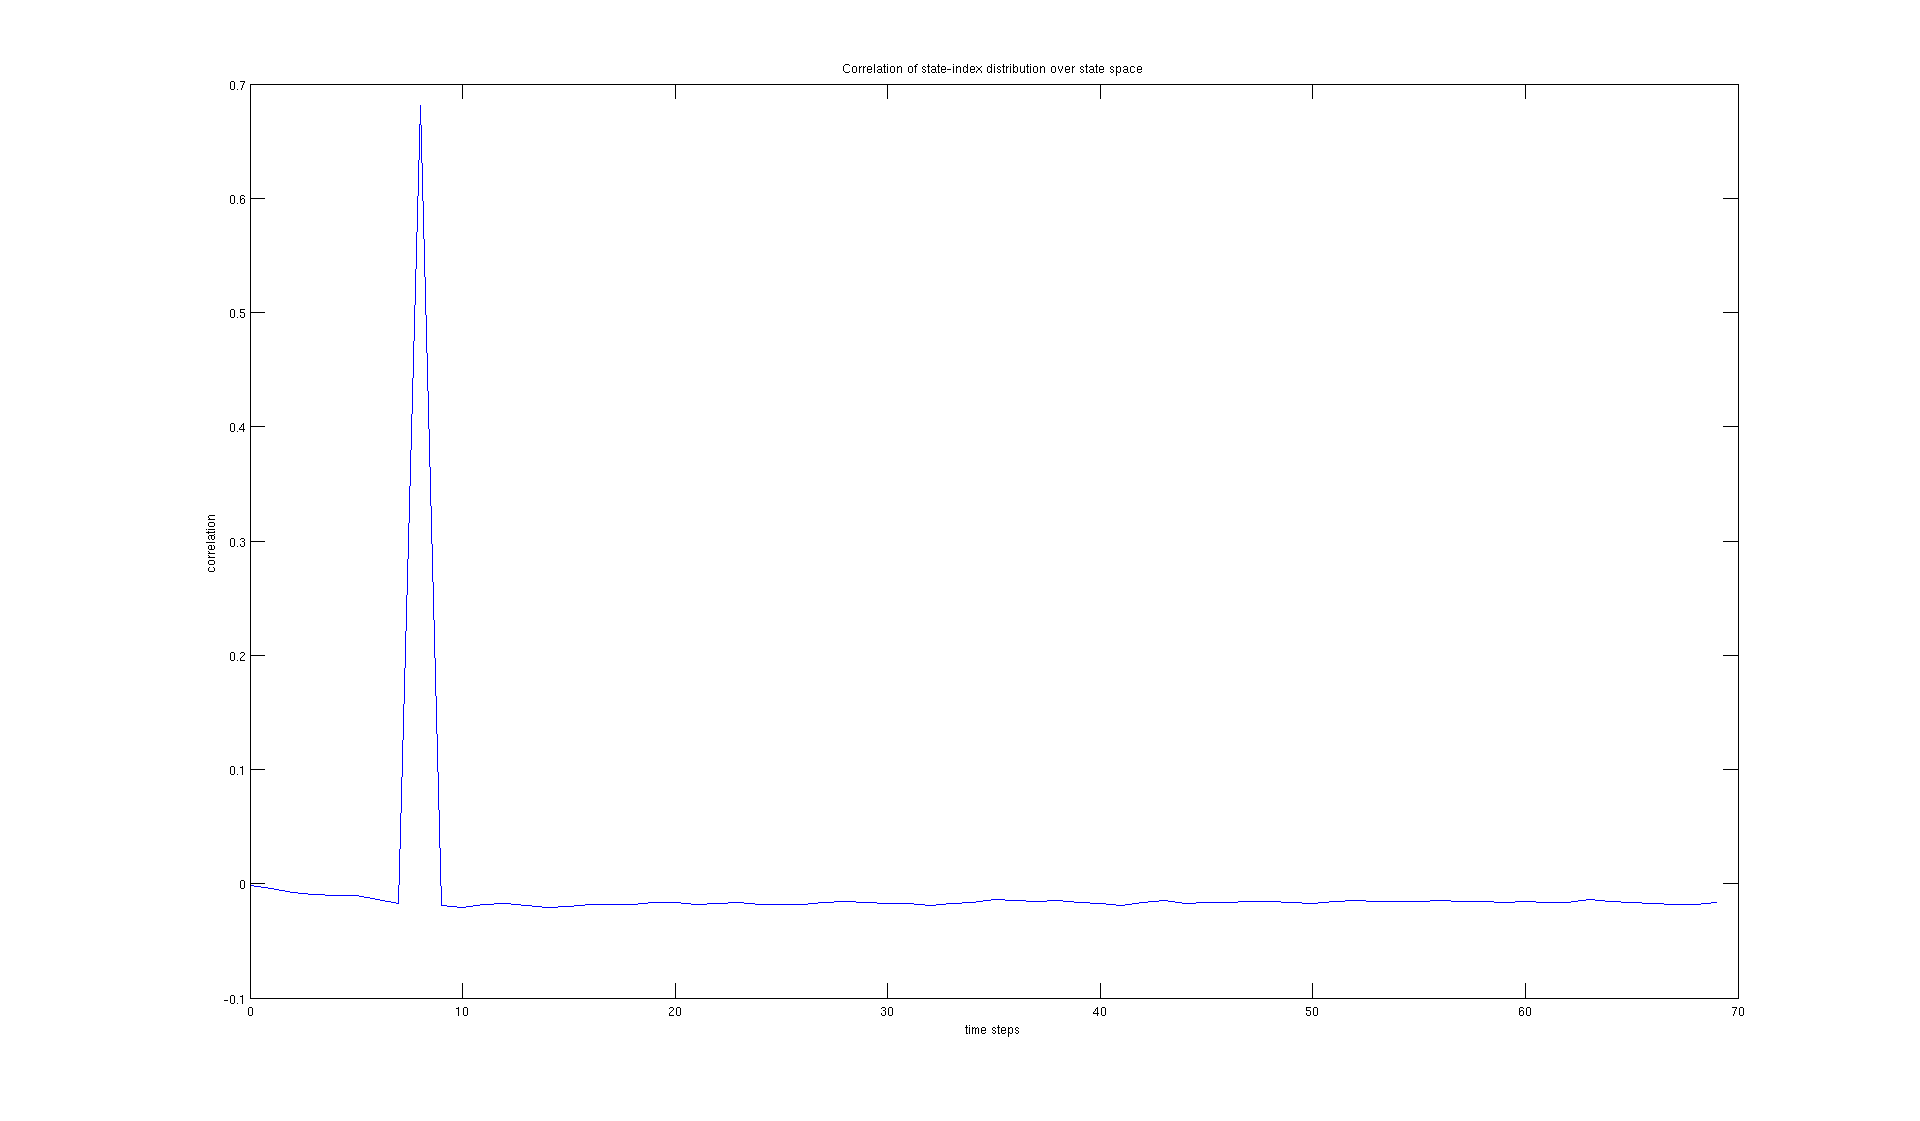 Correlation of state-index distribution over state space
0.7
0.6
0.5
0.4
0.3
0.2
0.1
0
-0.1
correlation
0 10 20 30 40 50 60 70
time steps